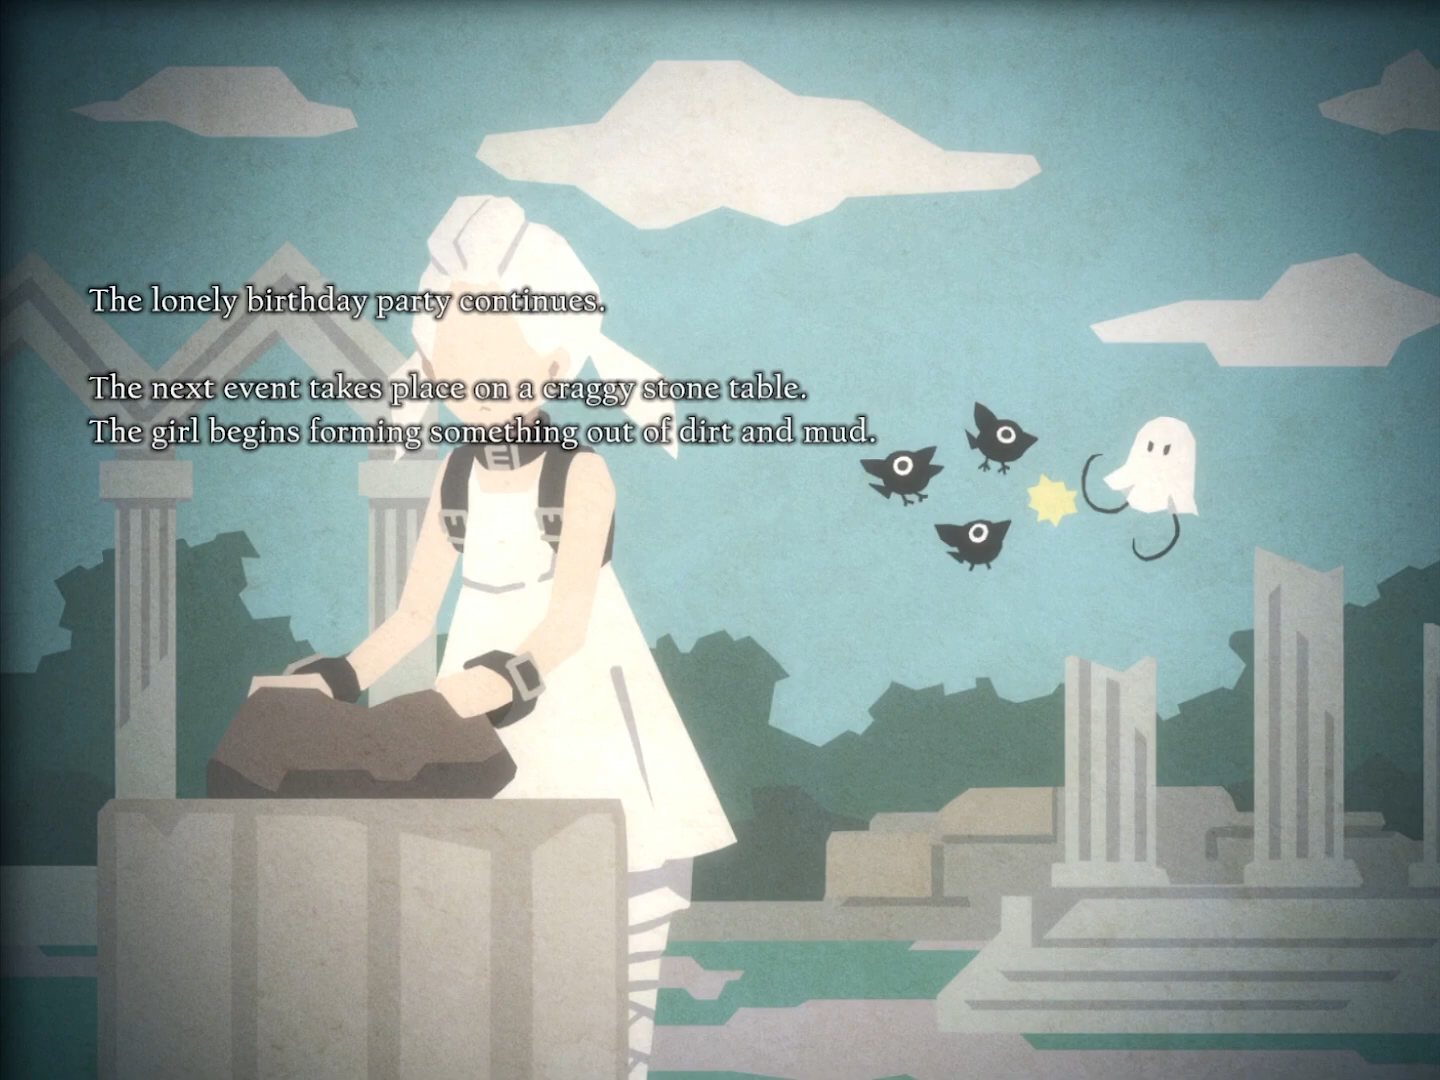 The lonely birthday party continues.
The next event takes place on a craggy stone table.
The girl begins forming something out of dirt and mud.